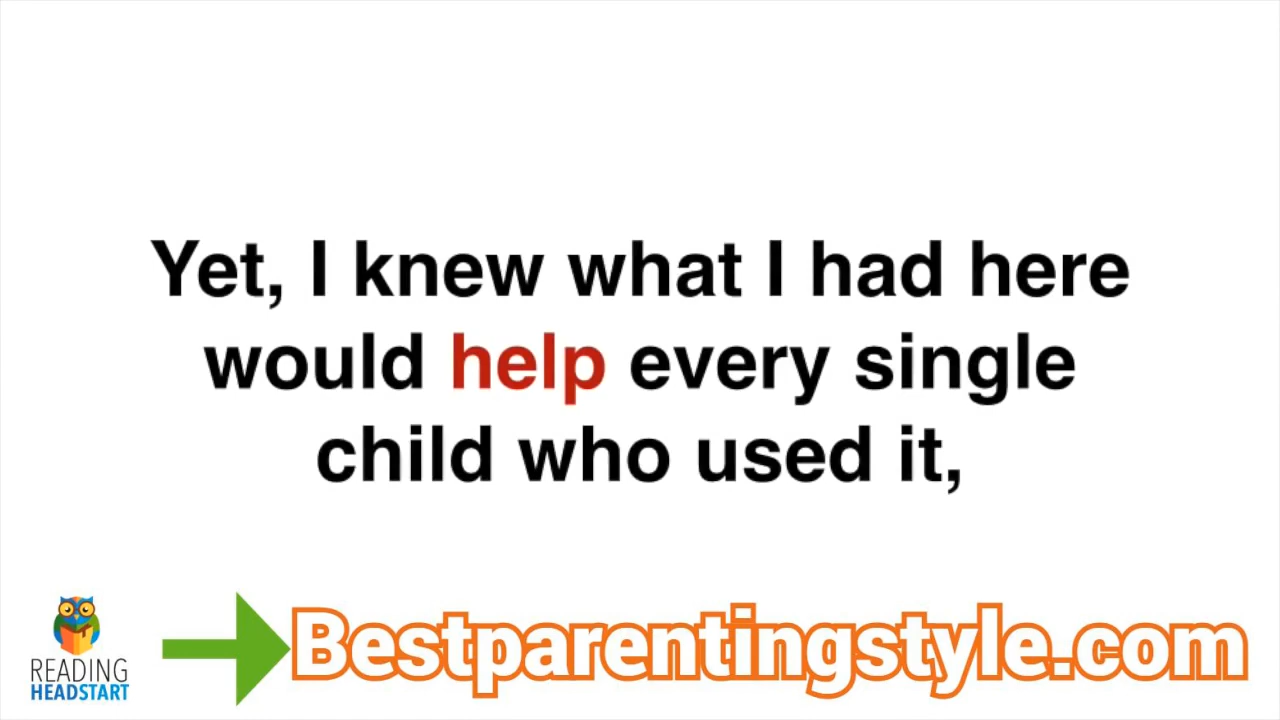 Yet, I knew what I had here
would help every single
child who used it,
READING
HEADSTART
Bestparentingstyle.com